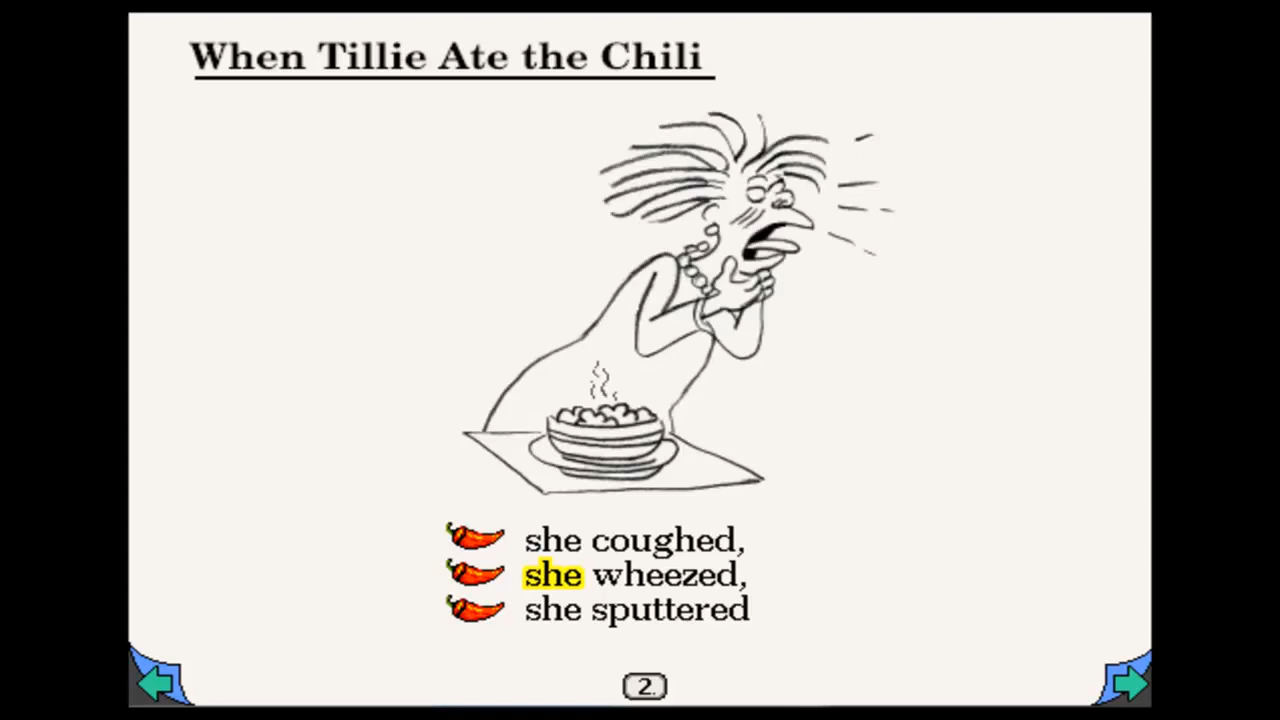 When Tillie Ate the Chili
she coughed,
she wheezed,
she sputtered
2.